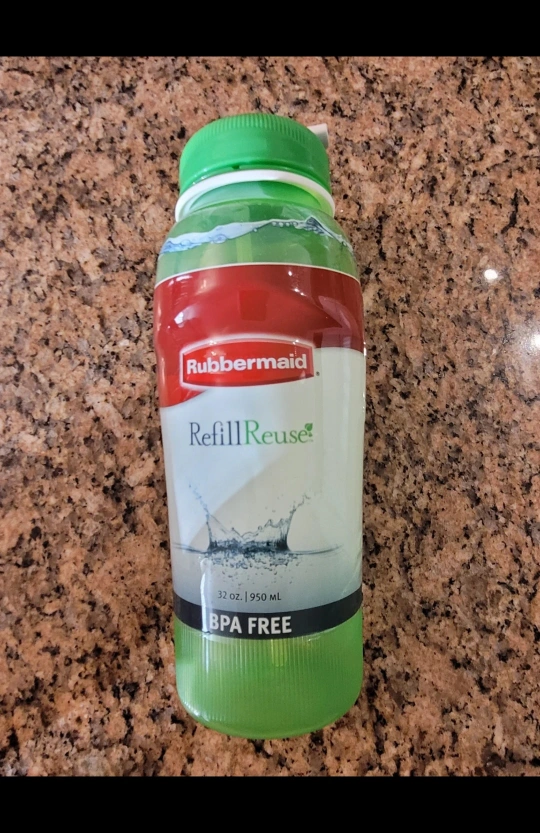 Rubbermaid
RefillReuse
32 oz. | 950 mL
BPA FREE